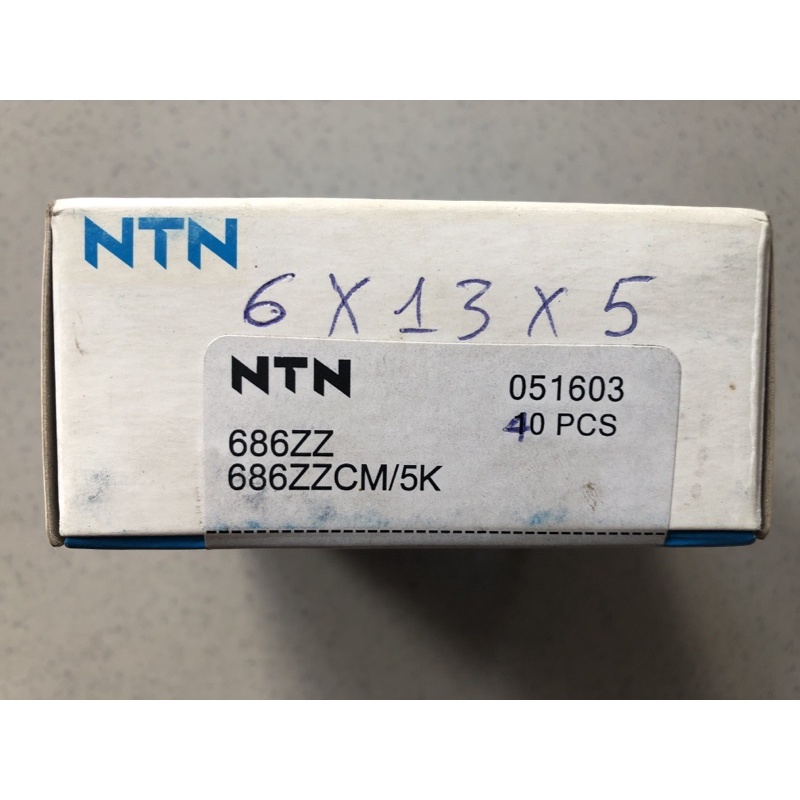 NTN
6 X 13 X 5
NTN
051603
40 PCS
686ZZ
686ZZCM/5K